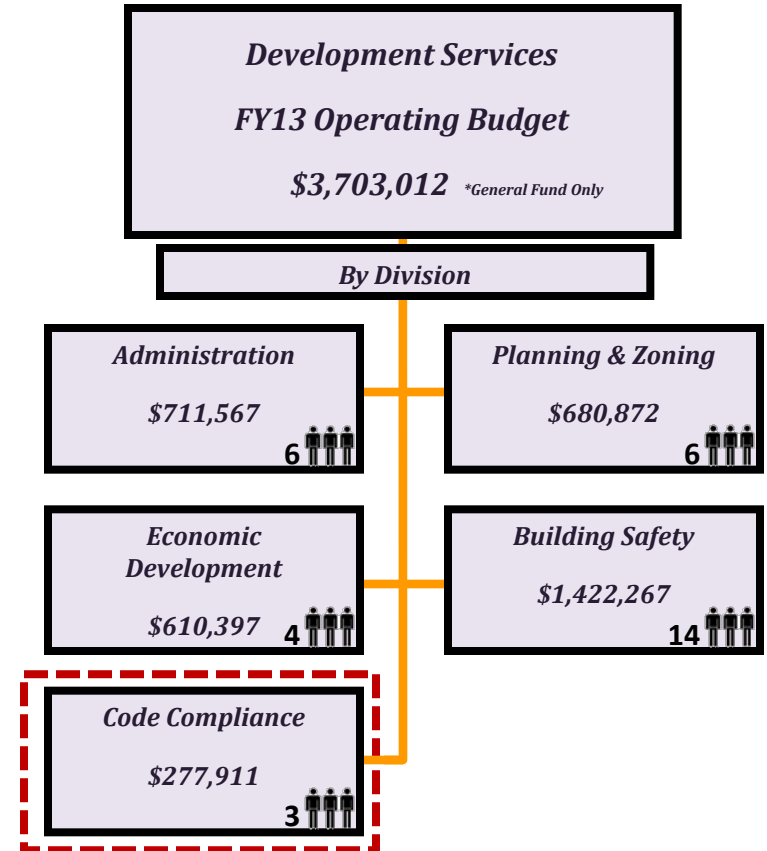 Development Services
FY13 Operating Budget
$3,703,012 *General Fund Only
By Division
Administration
$711,567
6
Planning & Zoning
$680,872
6
Economic
Development
$610,397 4
Building Safety
$1,422,267
14
Code Compliance
$277,911
3